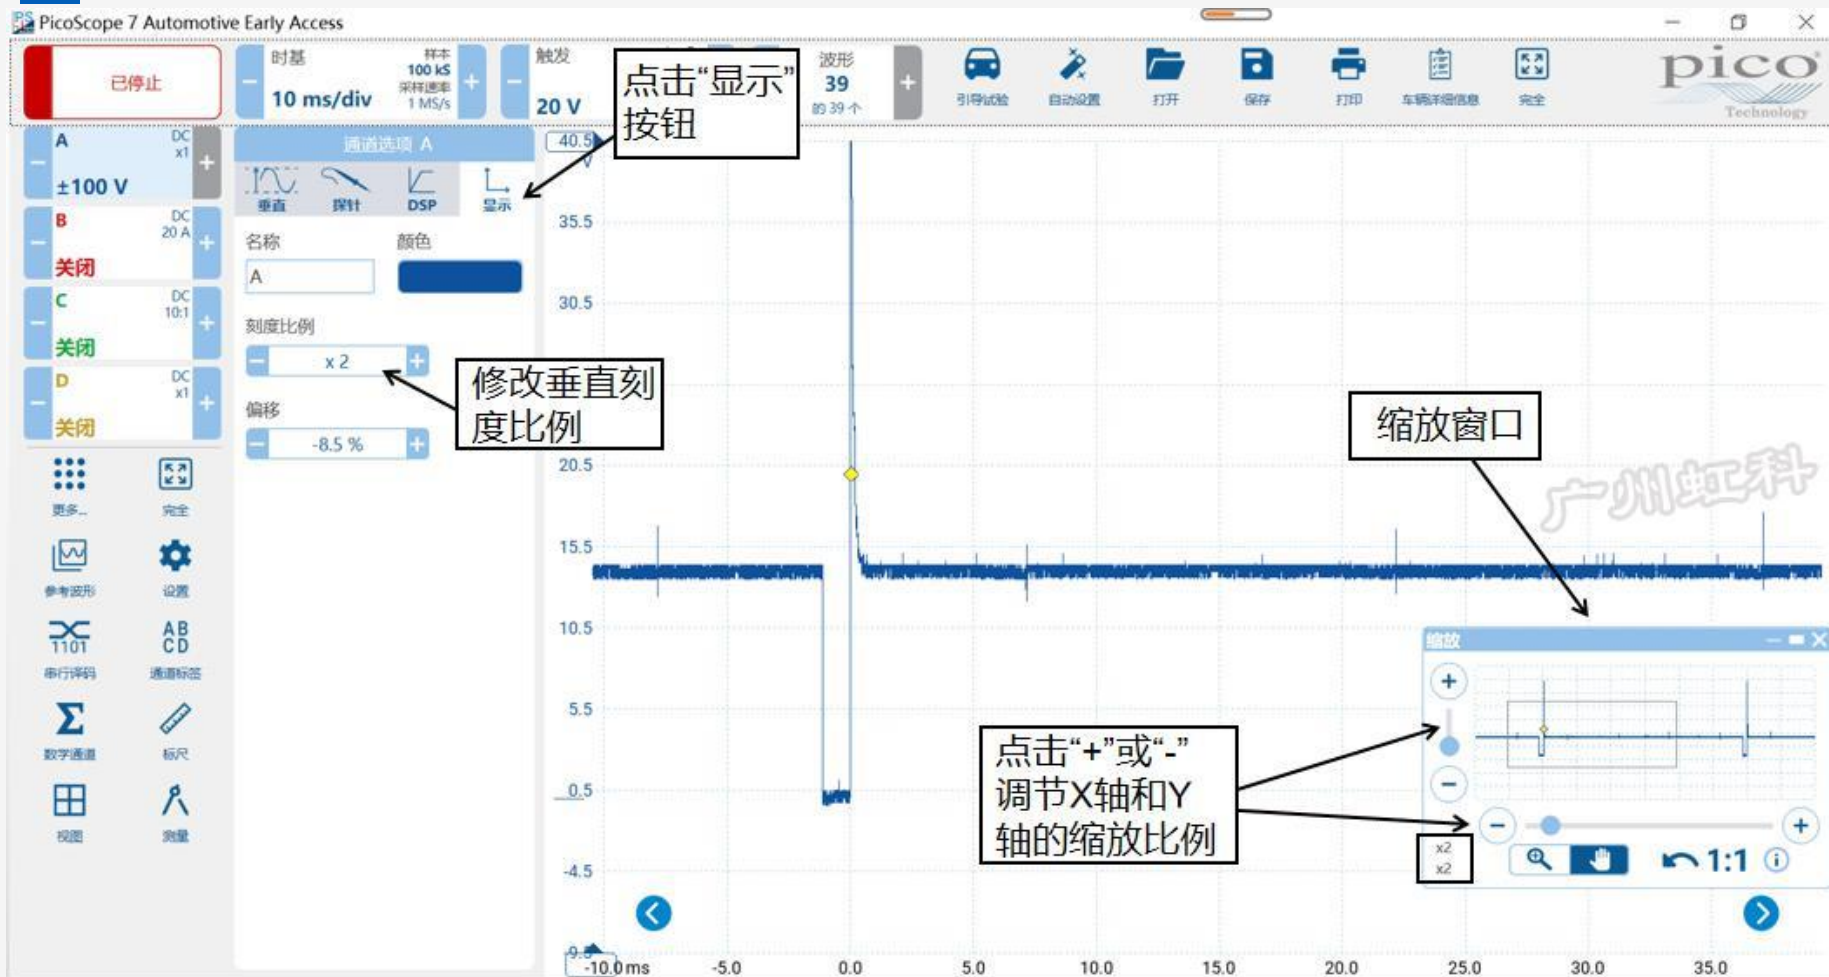 PicoScope 7 Automotive Early Access
已停止
时基
10 ms/div
样本
100 kS
采样速率
1 MS/s
触发
20 V
点击“显示”
按钮
波形
39
的 39 个
引导试验
自动设置
打开
保存
打印
车辆详细信息
完全
pico
Technology
A
DC
x1
±100 V
B
DC
20 A
关闭
C
DC
10:1
关闭
D
DC
x1
关闭
更多...
完全
参考波形
设置
1101
串行译码
AB
CD
通道标签
数学通道
标尺
视图
测量
通道选项 A
垂直
探针
DSP
显示
名称
颜色
A
刻度比例
x 2
偏移
-8.5 %
修改垂直刻
度比例
40.5
V
35.5
30.5
20.5
15.5
10.5
5.5
0.5
-4.5
-9.5
-10.0 ms
-5.0
0.0
5.0
10.0
15.0
20.0
25.0
30.0
35.0
缩放窗口
广州虹科
点击“+”或“-”
调节X轴和Y
轴的缩放比例
缩放
x2
x2
1:1